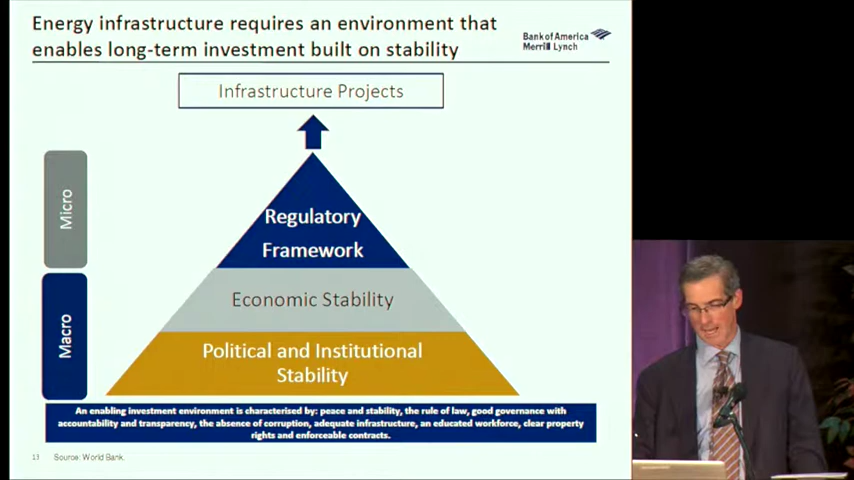 Energy infrastructure requires an environment that
enables long-term investment built on stability
Bank of America
Merrill Lynch
Infrastructure Projects
Micro
Regulatory
Framework
Economic Stability
Macro
Political and Institutional
Stability
An enabling investment environment is characterised by: peace and stability, the rule of law, good governance with
accountability and transparency, the absence of corruption, adequate infrastructure, an educated workforce, clear property
rights and enforceable contracts.
Source: World Bank.